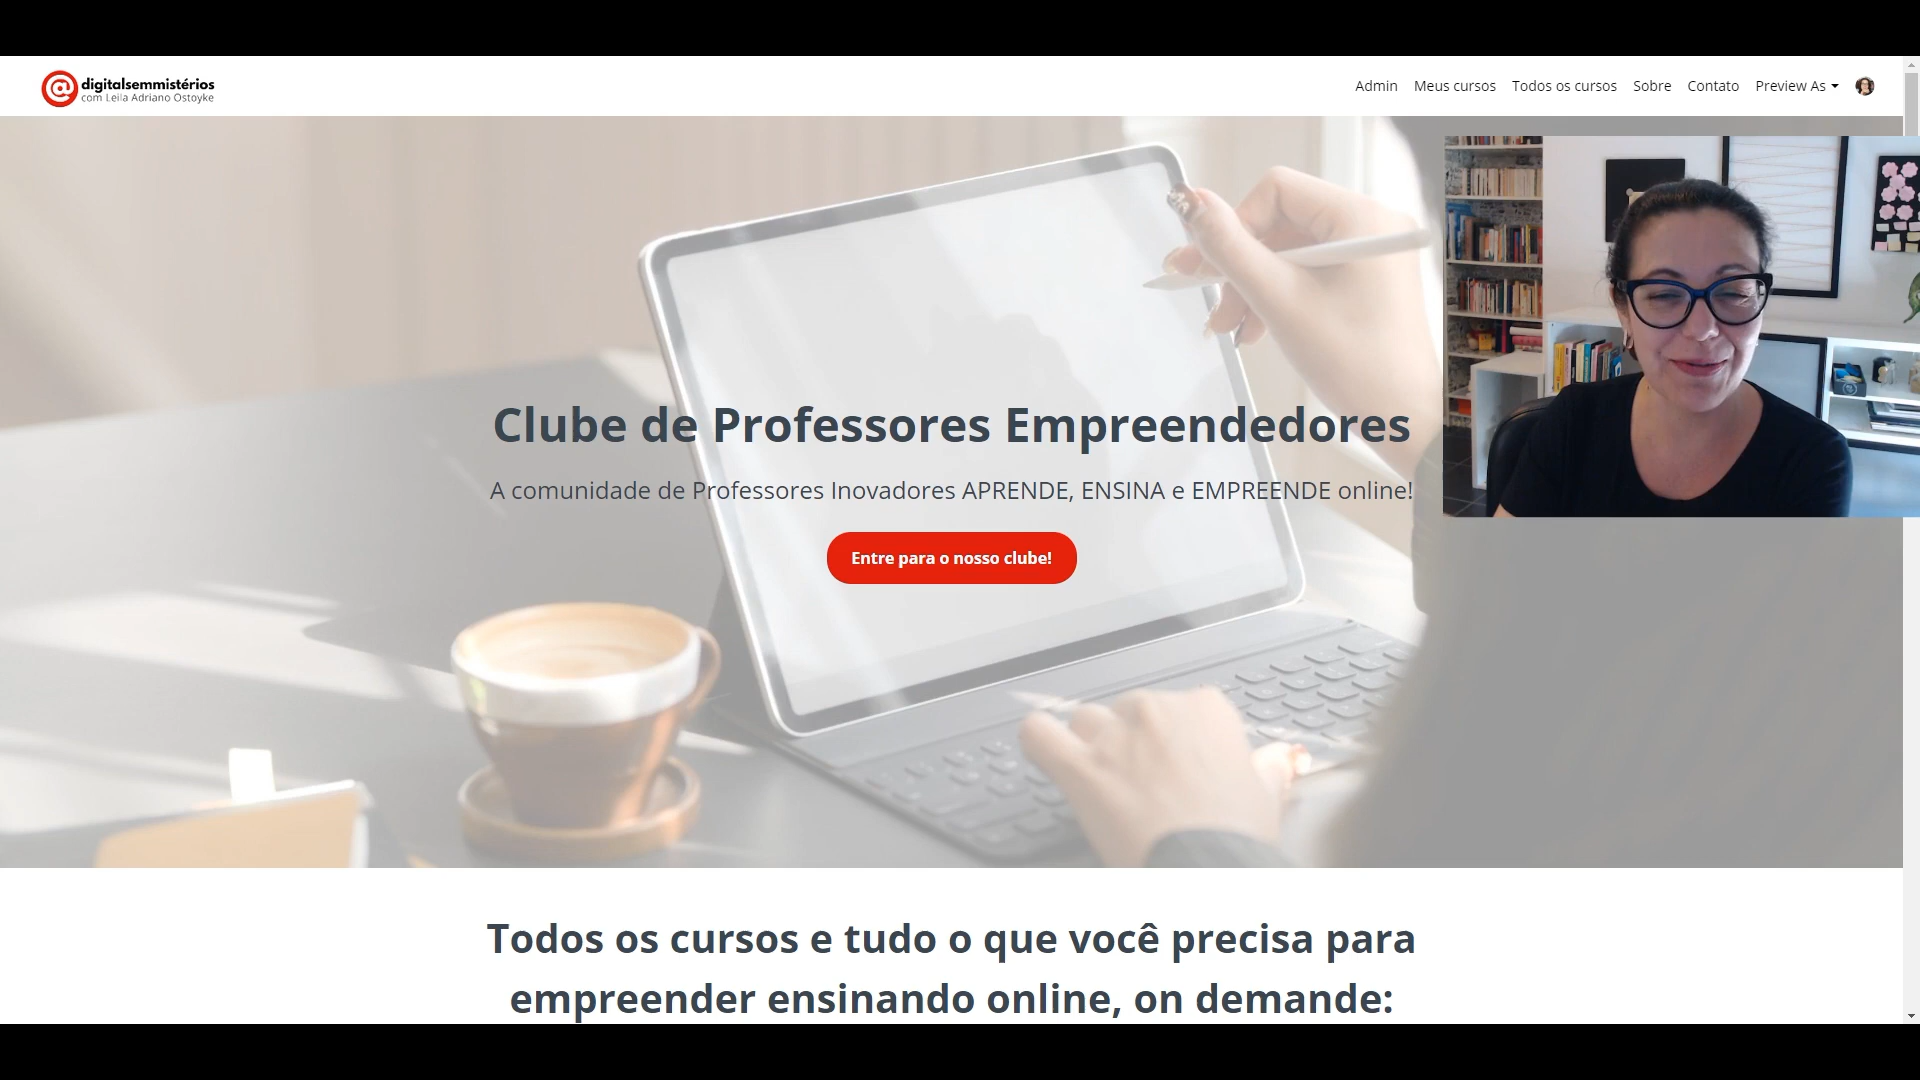 digitalsemmistérios
com Leila Adriano Ostoyke
Admin Meus cursos Todos os cursos Sobre Contato Preview As
Clube de Professores Empreendedores
A comunidade de Professores Inovadores APRENDE, ENSINA e EMPREENDE online!
Entre para o nosso clube!
Todos os cursos e tudo o que você precisa para
empreender ensinando online, on demande: